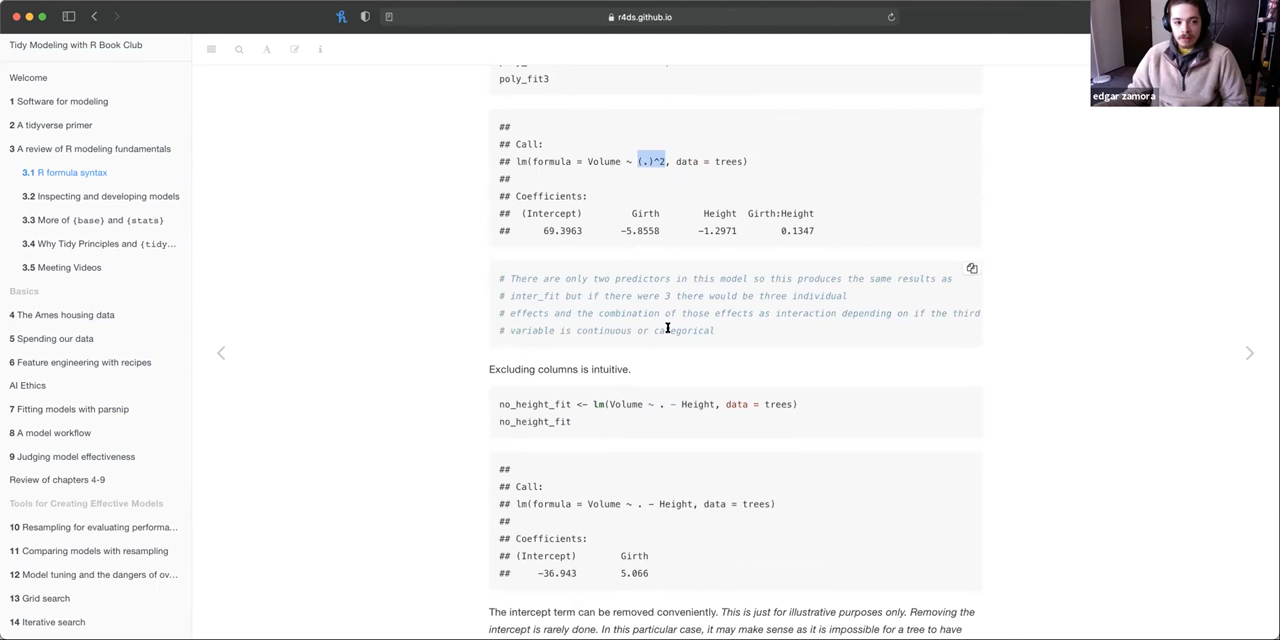 r4ds.github.io
edgar zamora
Tidy Modeling with R Book Club
Welcome
1 Software for modeling
2 A tidyverse primer
3 A review of R modeling fundamentals
3.1 R formula syntax
3.2 Inspecting and developing models
3.3 More of {base} and {stats}
3.4 Why Tidy Principles and {tidy...
3.5 Meeting Videos
Basics
4 The Ames housing data
5 Spending our data
6 Feature engineering with recipes
AI Ethics
7 Fitting models with parsnip
8 A model workflow
9 Judging model effectiveness
Review of chapters 4-9
Tools for Creating Effective Models
10 Resampling for evaluating performa...
11 Comparing models with resampling
12 Model tuning and the dangers of ov...
13 Grid search
14 Iterative search
poly_fit3
##
## Call:
## lm(formula = Volume ~ (.)^2, data = trees)
##
## Coefficients:
##  (Intercept)         Girth        Height  Girth:Height
##      69.3963       -5.8558       -1.2971        0.1347
# There are only two predictors in this model so this produces the same results as
# inter_fit but if there were 3 there would be three individual
# effects and the combination of those effects as interaction depending on if the third
# variable is continuous or categorical
Excluding columns is intuitive.
no_height_fit <- lm(Volume ~ . - Height, data = trees)
no_height_fit
##
## Call:
## lm(formula = Volume ~ . - Height, data = trees)
##
## Coefficients:
## (Intercept)        Girth
##     -36.943        5.066
The intercept term can be removed conveniently. This is just for illustrative purposes only. Removing the
intercept is rarely done. In this particular case, it may make sense as it is impossible for a tree to have